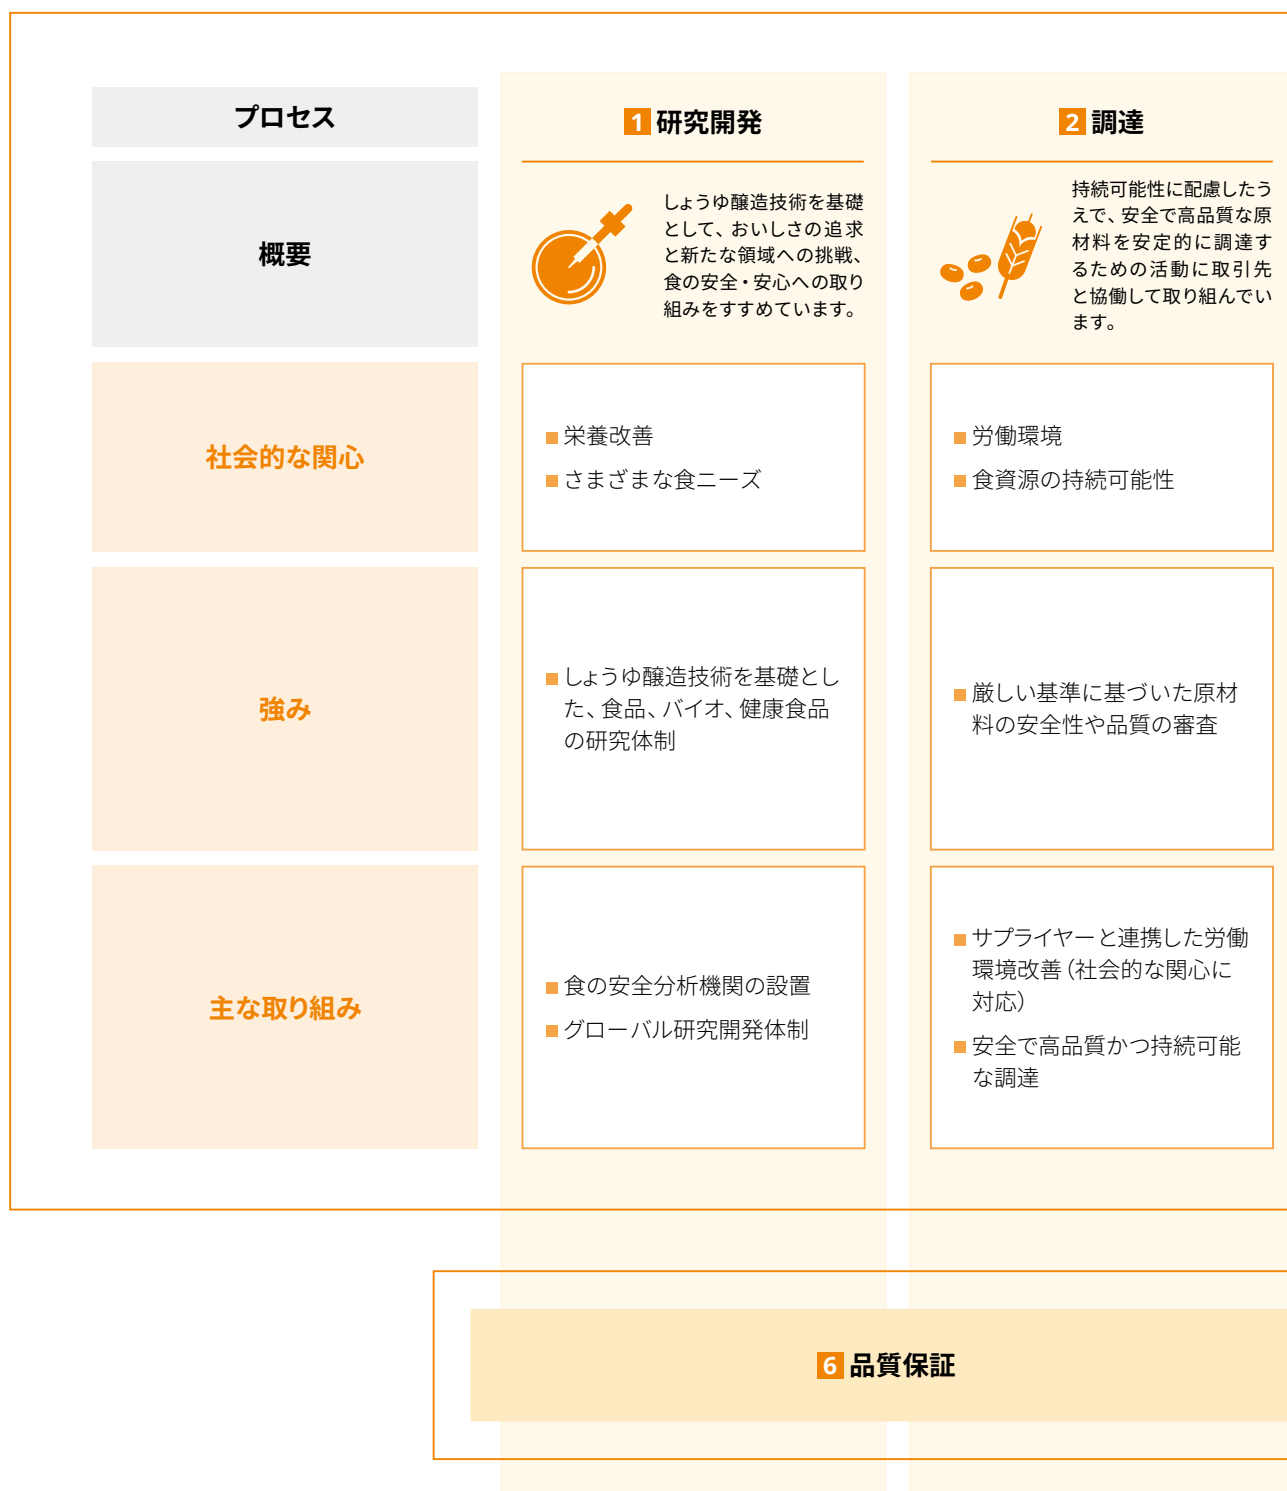 プロセス
1 研究開発
2 調達
概要
しょうゆ醸造技術を基礎
として、おいしさの追求
と新たな領域への挑戦、
食の安全・安心への取り
組みをすすめています。
持続可能性に配慮したう
えで、安全で高品質な原
材料を安定的に調達す
るための活動に取引先
と協働して取り組んでい
ます。
社会的な関心
■栄養改善
■さまざまな食ニーズ
■労働環境
■食資源の持続可能性
強み
■しょうゆ醸造技術を基礎とし
た、食品、バイオ、健康食品
の研究体制
■厳しい基準に基づいた原材
料の安全性や品質の審査
主な取り組み
■食の安全分析機関の設置
■グローバル研究開発体制
■サプライヤーと連携した労働
環境改善（社会的な関心に
対応）
■安全で高品質かつ持続可能
な調達
6 品質保証